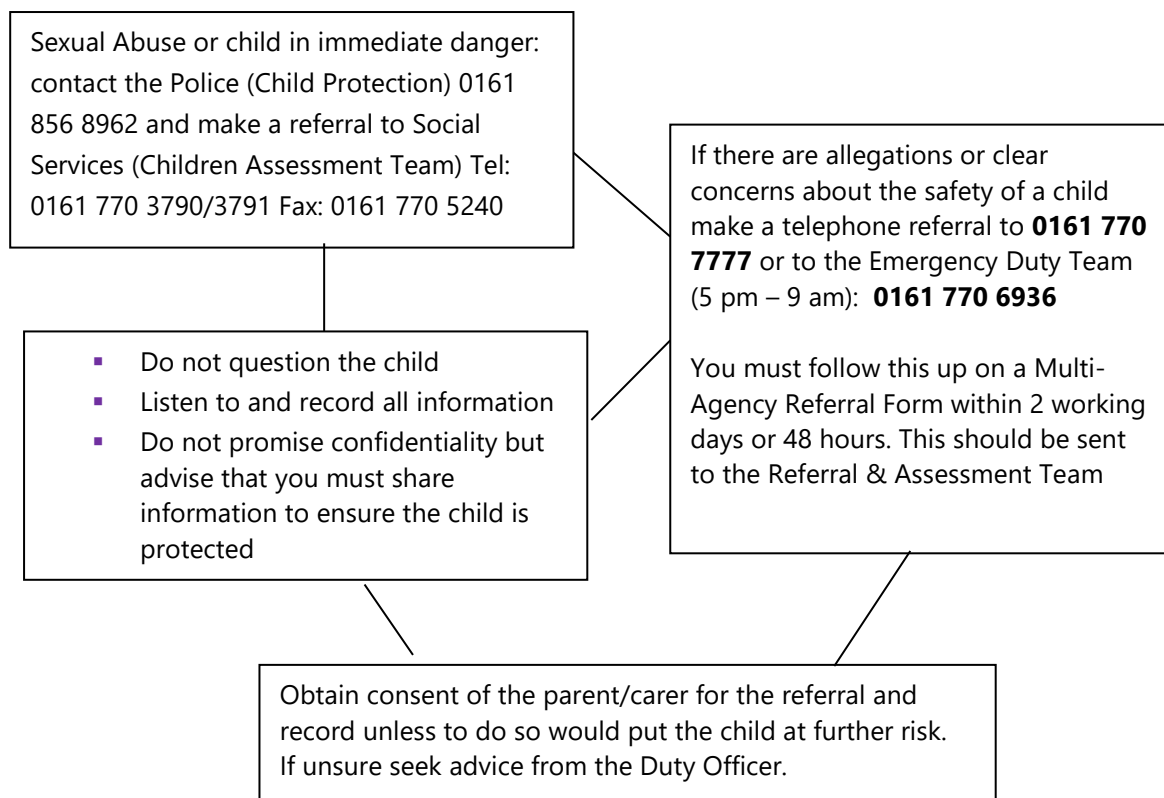 Sexual Abuse or child in immediate danger:
contact the Police (Child Protection) 0161
856 8962 and make a referral to Social
Services (Children Assessment Team) Tel:
0161 770 3790/3791 Fax: 0161 770 5240
If there are allegations or clear
concerns about the safety of a child
make a telephone referral to 0161 770
7777 or to the Emergency Duty Team
(5 pm – 9 am): 0161 770 6936
You must follow this up on a Multi-
Agency Referral Form within 2 working
days or 48 hours. This should be sent
to the Referral & Assessment Team
▪ Do not question the child
▪ Listen to and record all information
▪ Do not promise confidentiality but
advise that you must share
information to ensure the child is
protected
Obtain consent of the parent/carer for the referral and
record unless to do so would put the child at further risk.
If unsure seek advice from the Duty Officer.